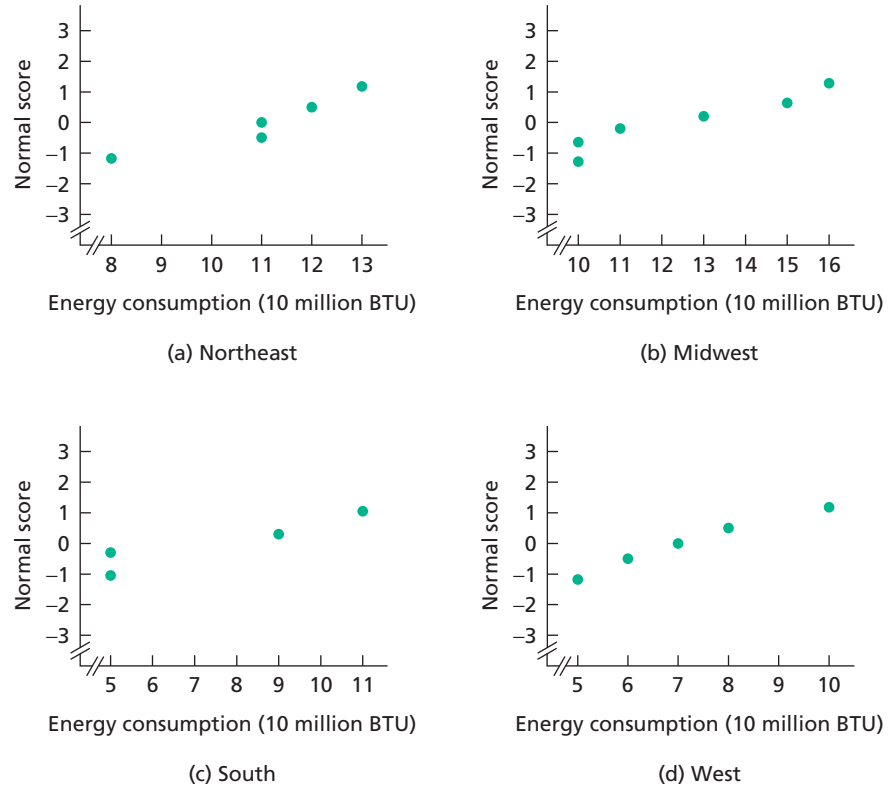 3
2
1
0
−1
−2
−3
Normal score
8 9 10 11 12 13
Energy consumption (10 million BTU)
(a) Northeast
3
2
1
0
−1
−2
−3
Normal score
10 11 12 13 14 15 16
Energy consumption (10 million BTU)
(b) Midwest
3
2
1
0
−1
−2
−3
Normal score
5 6 7 8 9 10 11
Energy consumption (10 million BTU)
(c) South
3
2
1
0
−1
−2
−3
Normal score
5 6 7 8 9 10
Energy consumption (10 million BTU)
(d) West